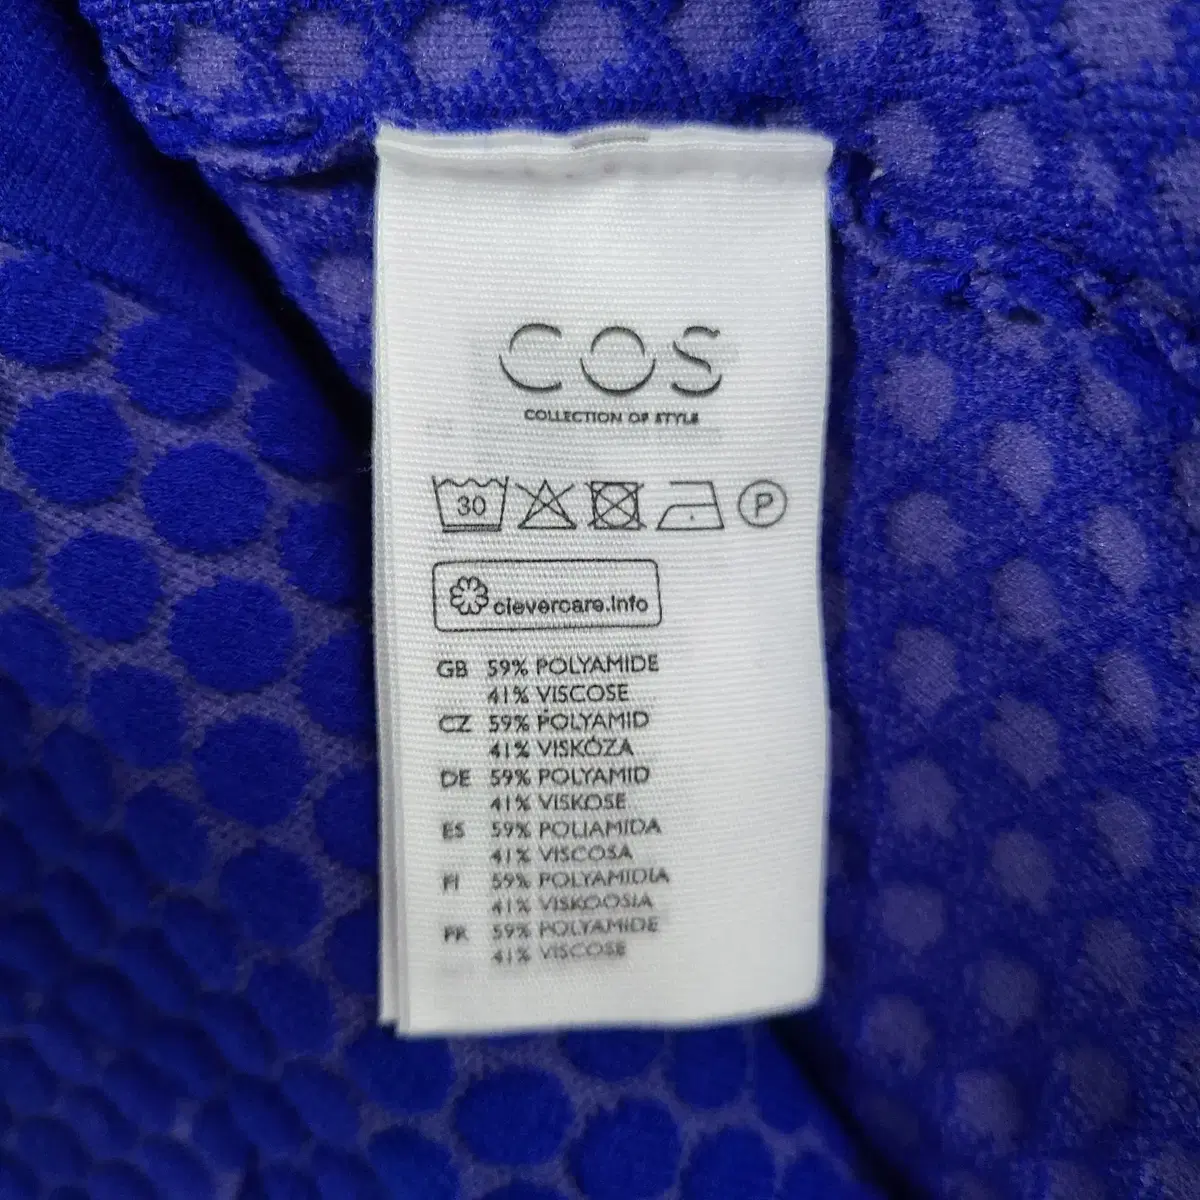 COS
COLLECTION OF STYLE
30 P
clevercare.info
GB 59% POLYAMIDE
41% VISCOSE
CZ 59% POLYAMID
41% VISKÓZA
DE 59% POLYAMID
41% VISKOSE
ES 59% POLIAMIDA
41% VISCOSA
FI 59% POLYAMIDIA
41% VISKOOSIA
FR 59% POLYAMIDE
41% VISCOSE